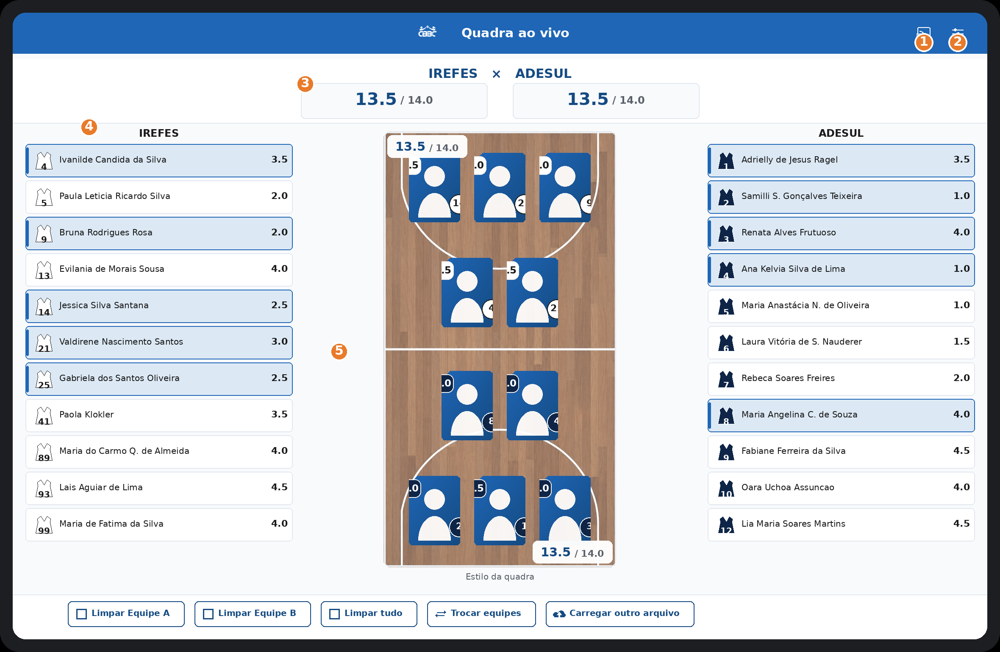 CBBC Quadra ao vivo
1 2
IREFES × ADESUL
3
13.5 / 14.0 13.5 / 14.0
4
IREFES
4 Ivanilde Candida da Silva 3.5
5 Paula Leticia Ricardo Silva 2.0
9 Bruna Rodrigues Rosa 2.0
13 Evilania de Morais Sousa 4.0
14 Jessica Silva Santana 2.5
21 Valdirene Nascimento Santos 3.0
25 Gabriela dos Santos Oliveira 2.5
41 Paola Klokler 3.5
89 Maria do Carmo Q. de Almeida 4.0
93 Lais Aguiar de Lima 4.5
99 Maria de Fatima da Silva 4.0
5
13.5 / 14.0
.5 .0 .0
1 2 9
.5 .5
4 2
.0 .0
8 4
.0 .5 .0
2 1 3
13.5 / 14.0
Estilo da quadra
ADESUL
1 Adrielly de Jesus Ragel 3.5
2 Samilli S. Gonçalves Teixeira 1.0
3 Renata Alves Frutuoso 4.0
4 Ana Kelvia Silva de Lima 1.0
5 Maria Anastácia N. de Oliveira 1.0
6 Laura Vitória de S. Nauderer 1.5
7 Rebeca Soares Freires 2.0
8 Maria Angelina C. de Souza 4.0
9 Fabiane Ferreira da Silva 4.5
10 Oara Uchoa Assuncao 4.0
12 Lia Maria Soares Martins 4.5
Limpar Equipe A Limpar Equipe B Limpar tudo Trocar equipes Carregar outro arquivo